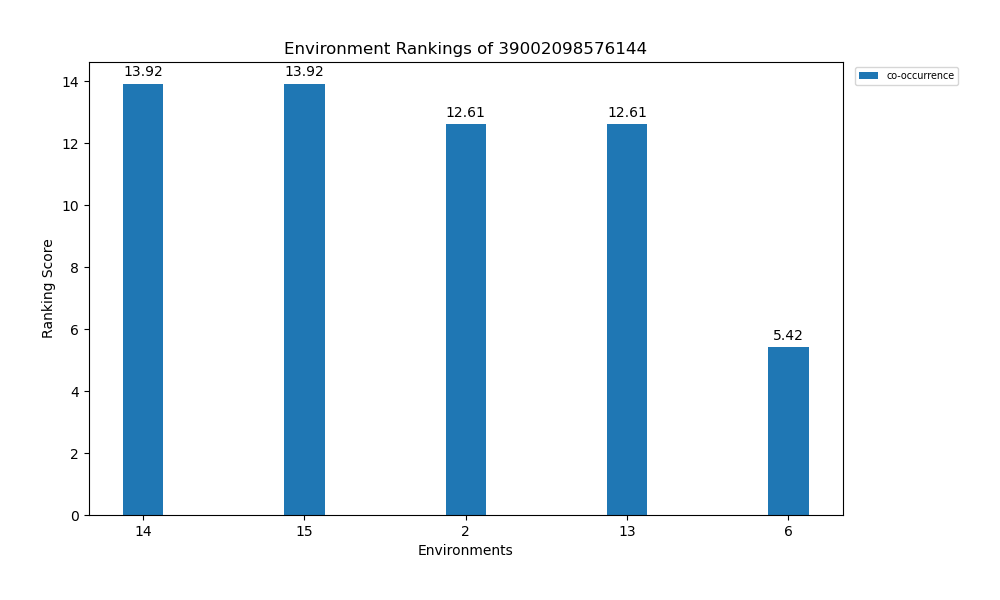 Environment Rankings of 39002098576144
co-occurrence
13.92
13.92
12.61
12.61
5.42
Ranking Score
14
12
10
8
6
4
2
0
14 15 2 13 6
Environments